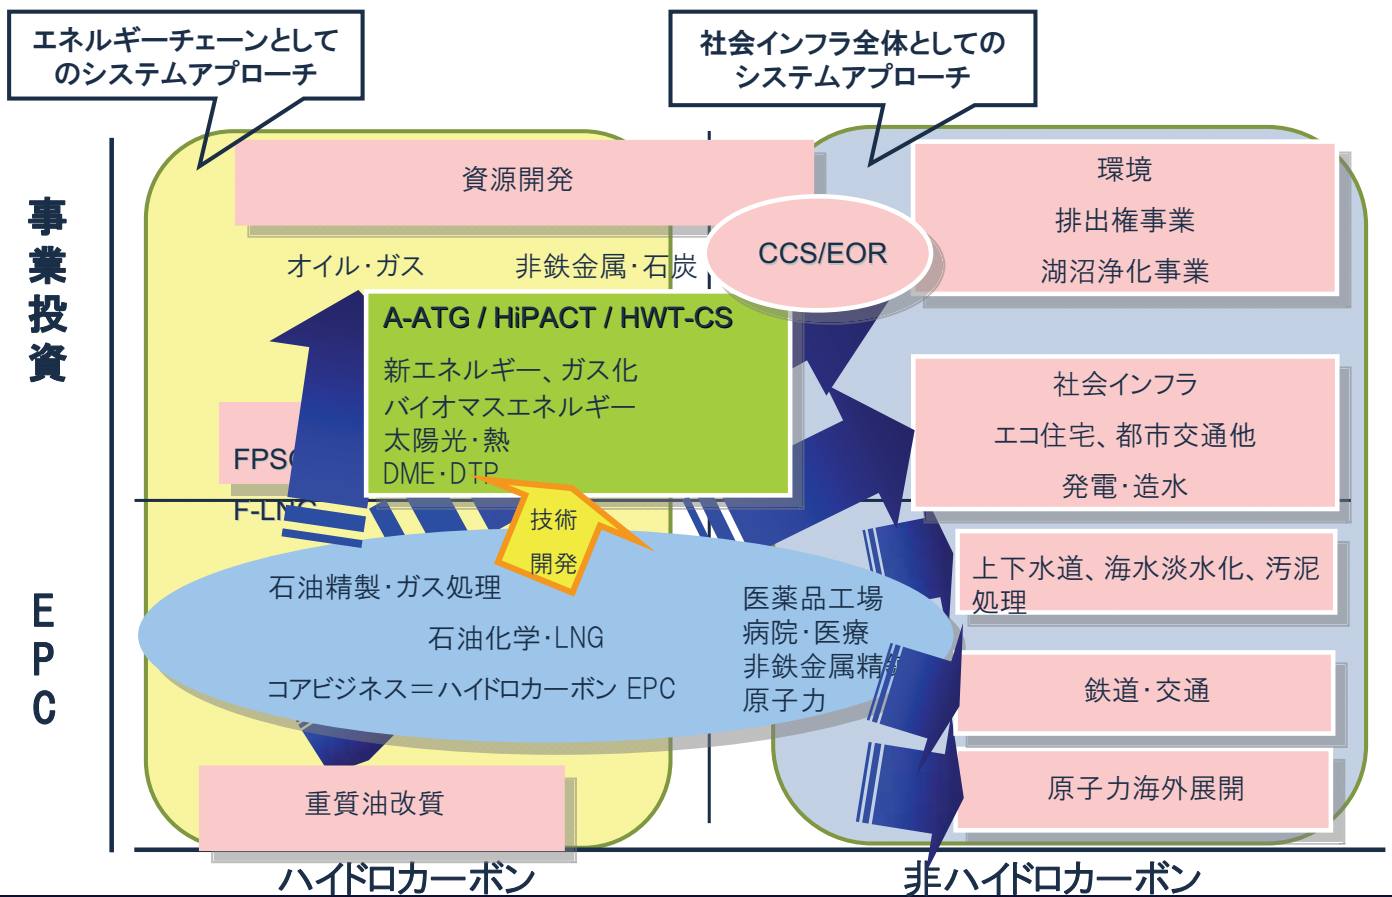 エネルギーチェーンとして
のシステムアプローチ
社会インフラ全体としての
システムアプローチ
事業投資
EPC
資源開発
オイル・ガス
非鉄金属・石炭
CCS/EOR
環境
排出権事業
湖沼浄化事業
A-ATG / HiPACT / HWT-CS
新エネルギー、ガス化
バイオマスエネルギー
太陽光・熱
DME・DTP
社会インフラ
エコ住宅、都市交通他
発電・造水
FPSO
F-LNG
技術
開発
石油精製・ガス処理
石油化学・LNG
コアビジネス＝ハイドロカーボン EPC
医薬品工場
病院・医療
非鉄金属精
原子力
上下水道、海水淡水化、汚泥
処理
鉄道・交通
原子力海外展開
重質油改質
ハイドロカーボン
非ハイドロカーボン